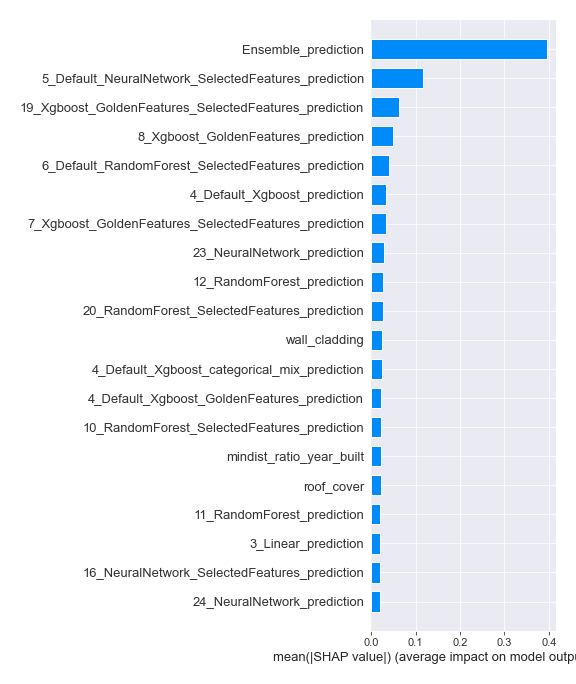 Ensemble_prediction
5_Default_NeuralNetwork_SelectedFeatures_prediction
19_Xgboost_GoldenFeatures_SelectedFeatures_prediction
8_Xgboost_GoldenFeatures_prediction
6_Default_RandomForest_SelectedFeatures_prediction
4_Default_Xgboost_prediction
7_Xgboost_GoldenFeatures_SelectedFeatures_prediction
23_NeuralNetwork_prediction
12_RandomForest_prediction
20_RandomForest_SelectedFeatures_prediction
wall_cladding
4_Default_Xgboost_categorical_mix_prediction
4_Default_Xgboost_GoldenFeatures_prediction
10_RandomForest_SelectedFeatures_prediction
mindist_ratio_year_built
roof_cover
11_RandomForest_prediction
3_Linear_prediction
16_NeuralNetwork_SelectedFeatures_prediction
24_NeuralNetwork_prediction
0.0 0.1 0.2 0.3 0.4
mean(|SHAP value|) (average impact on model outpu